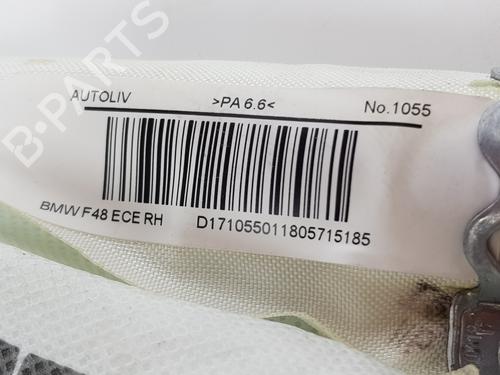 AUTOLIV >PA 6.6< No.1055
BMW F48 ECE RH D171055011805715185
B-PARTS